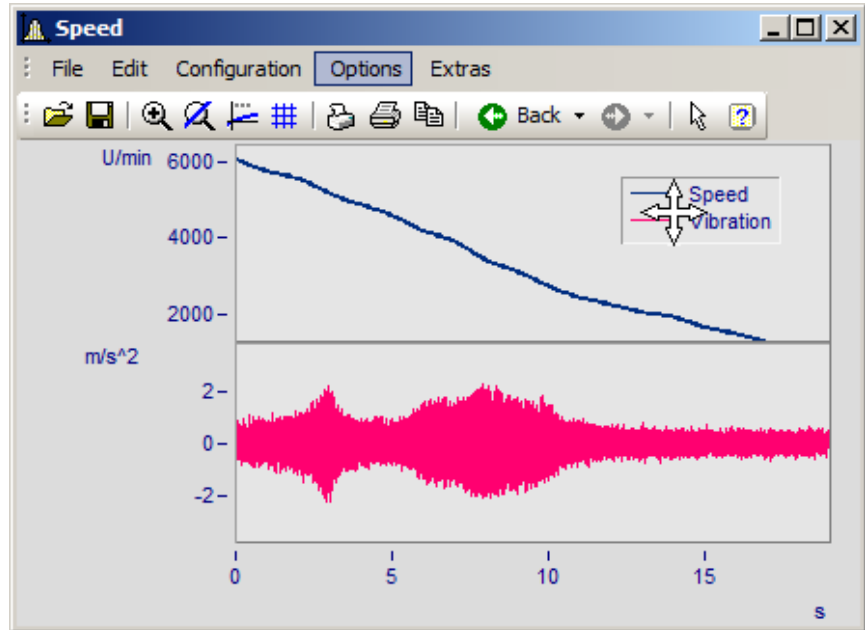 Speed
File Edit Configuration Options Extras
Back
U/min
6000
Speed
Vibration
4000
2000
m/s^2
2
0
-2
0 5 10 15
s